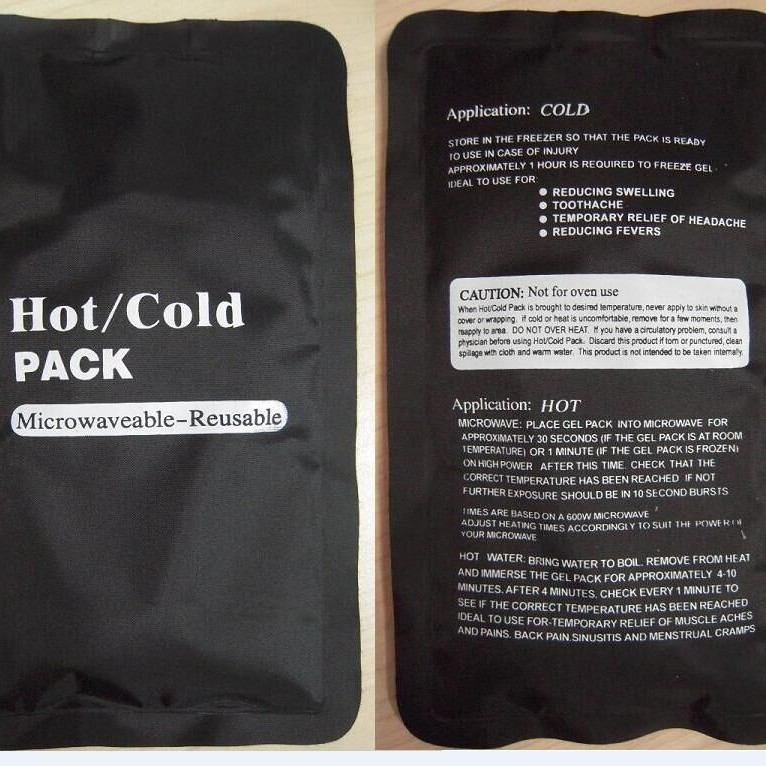 Hot/Cold
PACK
Microwaveable-Reusable
Application: COLD
STORE IN THE FREEZER SO THAT THE PACK IS READY
TO USE IN CASE OF INJURY
APPROXIMATELY 1 HOUR IS REQUIRED TO FREEZE GEL.
IDEAL TO USE FOR:
● REDUCING SWELLING
● TOOTHACHE
● TEMPORARY RELIEF OF HEADACHE
● REDUCING FEVERS
CAUTION: Not for oven use
When Hot/Cold Pack is brought to desired temperature, never apply to skin without a
cover or wrapping. if cold or heat is uncomfortable, remove for a few moments, then
reapply to area. DO NOT OVER HEAT. If you have a circulatory problem, consult a
physician before using Hot/Cold Pack. Discard this product if torn or punctured, clean
spillage with cloth and warm water. This product is not intended to be taken internally.
Application: HOT
MICROWAVE: PLACE GEL PACK INTO MICROWAVE FOR
APPROXIMATELY 30 SECONDS (IF THE GEL PACK IS AT ROOM
TEMPERATURE) OR 1 MINUTE (IF THE GEL PACK IS FROZEN)
ON HIGH POWER AFTER THIS TIME. CHECK THAT THE
CORRECT TEMPERATURE HAS BEEN REACHED IF NOT
FURTHER EXPOSURE SHOULD BE IN 10 SECOND BURSTS
TIMES ARE BASED ON A 600W MICROWAVE
ADJUST HEATING TIMES ACCORDINGLY TO SUIT THE POWER OF
YOUR MICROWAVE
HOT WATER: BRING WATER TO BOIL. REMOVE FROM HEAT
AND IMMERSE THE GEL PACK FOR APPROXIMATELY 4-10
MINUTES. AFTER 4 MINUTES, CHECK EVERY 1 MINUTE TO
SEE IF THE CORRECT TEMPERATURE HAS BEEN REACHED
IDEAL TO USE FOR-TEMPORARY RELIEF OF MUSCLE ACHES
AND PAINS. BACK PAIN.SINUSITIS AND MENSTRUAL CRAMPS